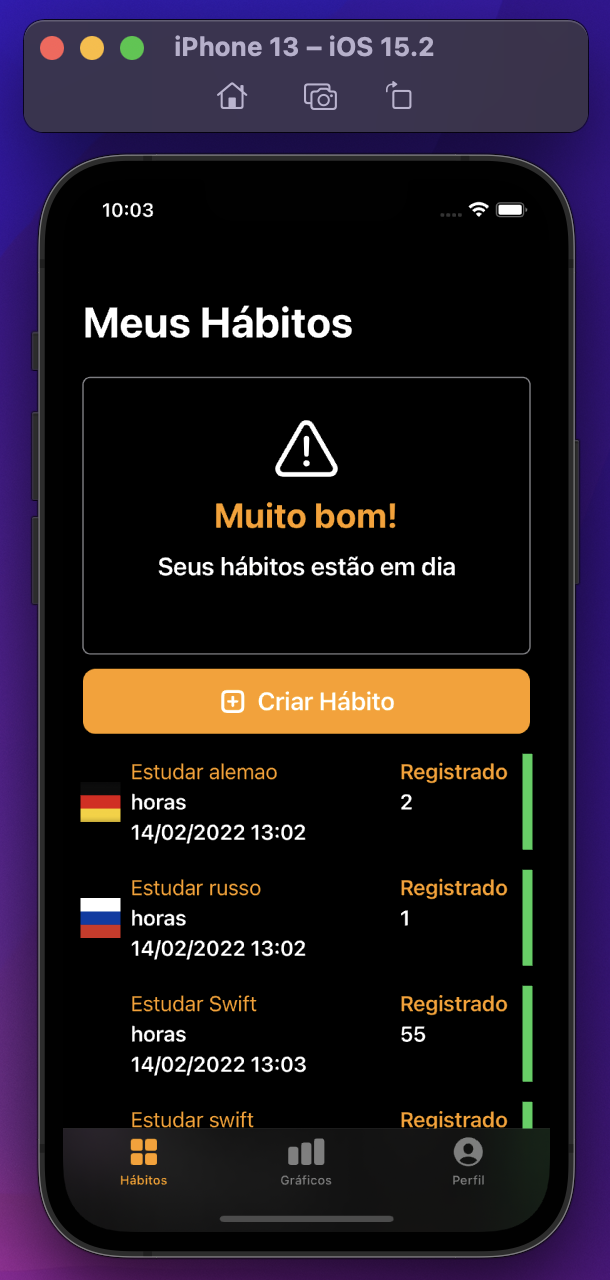 iPhone 13 – iOS 15.2
10:03
Meus Hábitos
Muito bom!
Seus hábitos estão em dia
Criar Hábito
Estudar alemao
Registrado
horas
2
14/02/2022 13:02
Estudar russo
Registrado
horas
1
14/02/2022 13:02
Estudar Swift
Registrado
horas
55
14/02/2022 13:03
Estudar swift
Registrado
Hábitos
Gráficos
Perfil